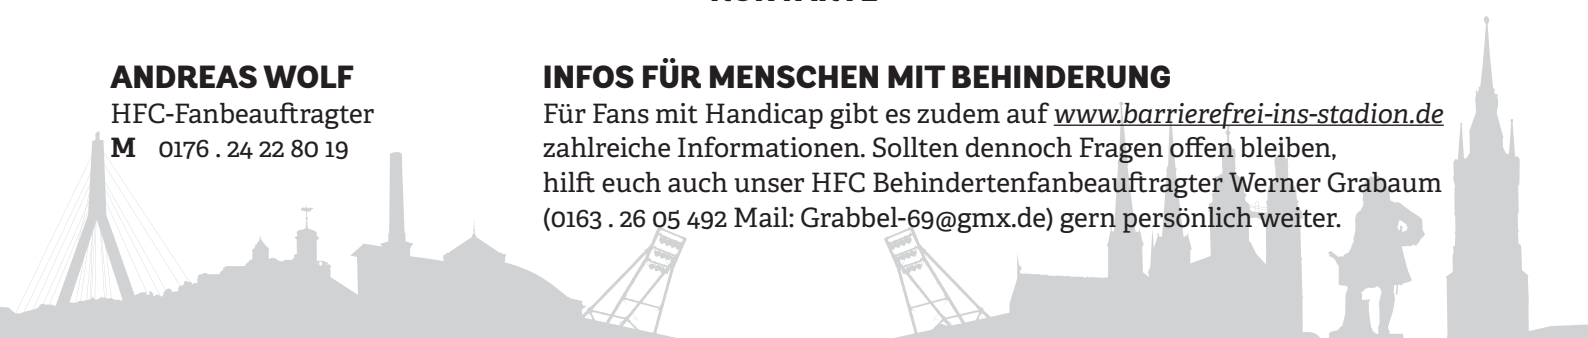 ANDREAS WOLF
HFC-Fanbeauftragter
M 0176 . 24 22 80 19
INFOS FÜR MENSCHEN MIT BEHINDERUNG
Für Fans mit Handicap gibt es zudem auf www.barrierefrei-ins-stadion.de
zahlreiche Informationen. Sollten dennoch Fragen offen bleiben,
hilft euch auch unser HFC Behindertenfanbeauftragter Werner Grabaum
(0163 . 26 05 492 Mail: Grabbel-69@gmx.de) gern persönlich weiter.